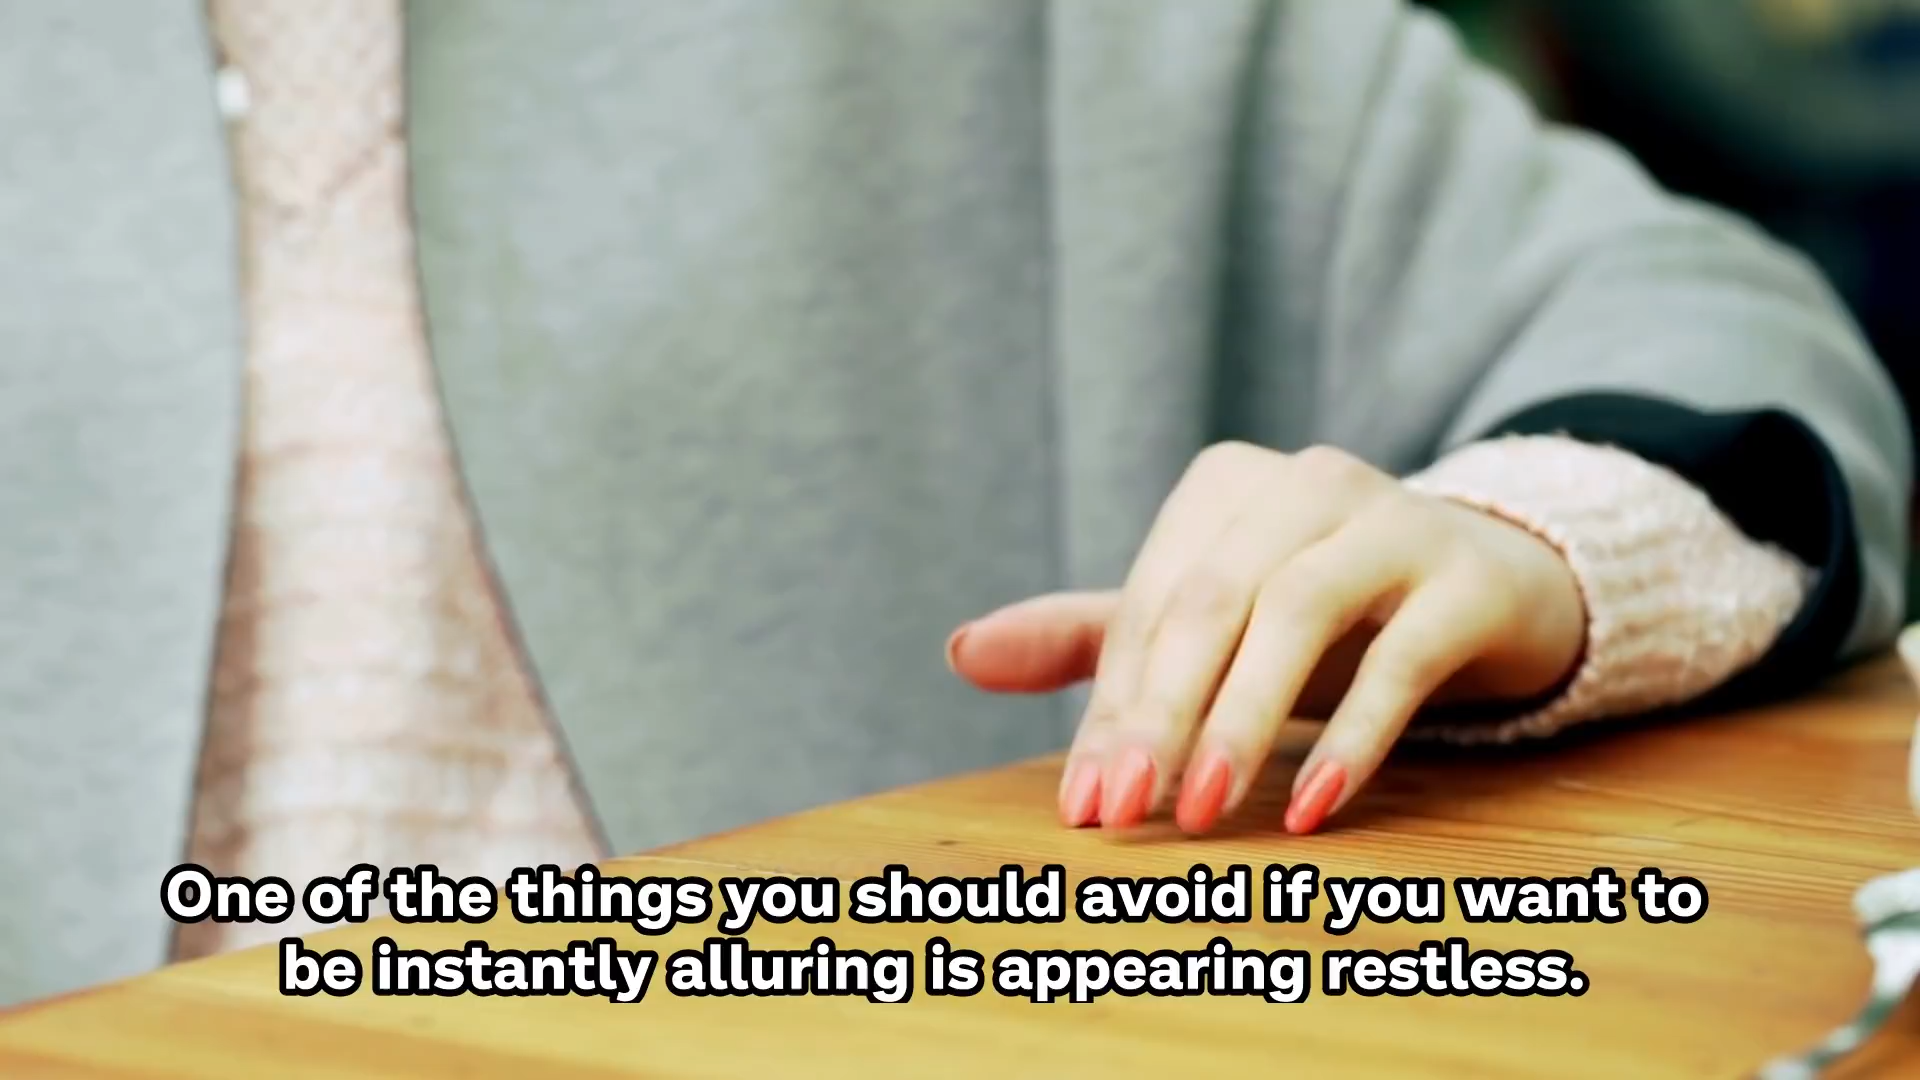 One of the things you should avoid if you want to
be instantly alluring is appearing restless.